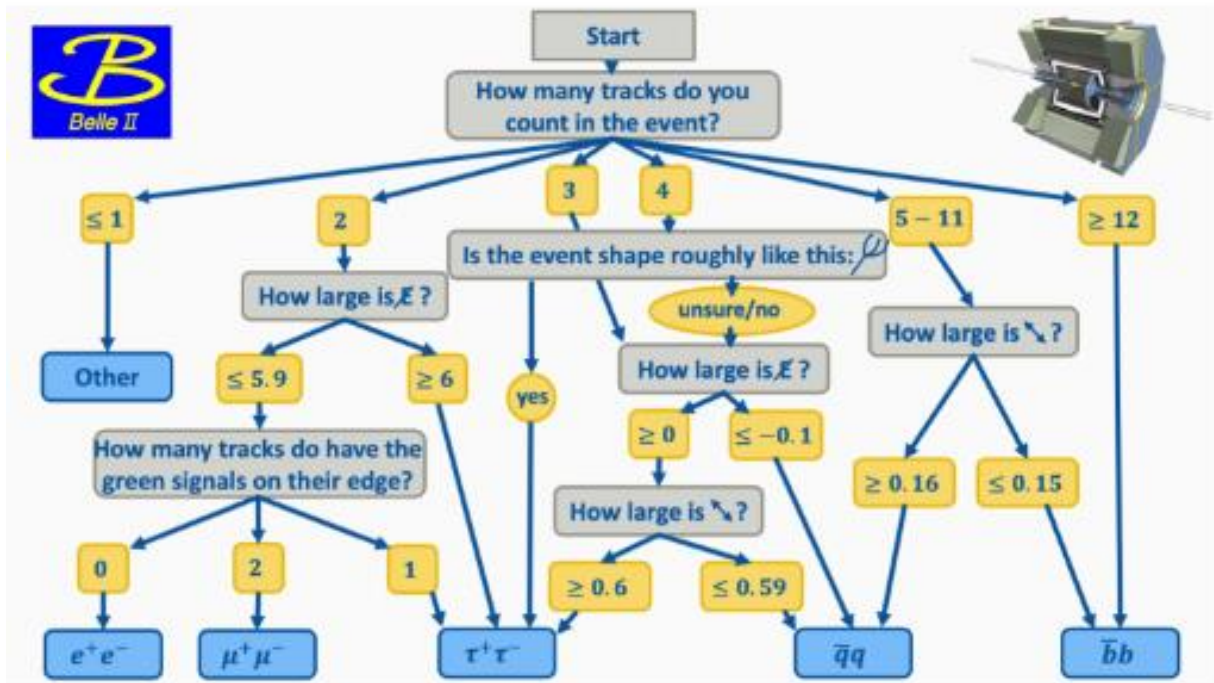 Belle II
Start
How many tracks do you
count in the event?
≤ 1
2
3
4
5 − 11
≥ 12
Is the event shape roughly like this:
How large is E̸ ?
unsure/no
How large is ⤡ ?
Other
≤ 5.9
≥ 6
yes
How large is E̸ ?
≥ 0
≤ −0.1
How many tracks do have the
green signals on their edge?
≥ 0.16
≤ 0.15
How large is ⤡ ?
0
2
1
≥ 0.6
≤ 0.59
e⁺e⁻
μ⁺μ⁻
τ⁺τ⁻
q̅q
b̅b